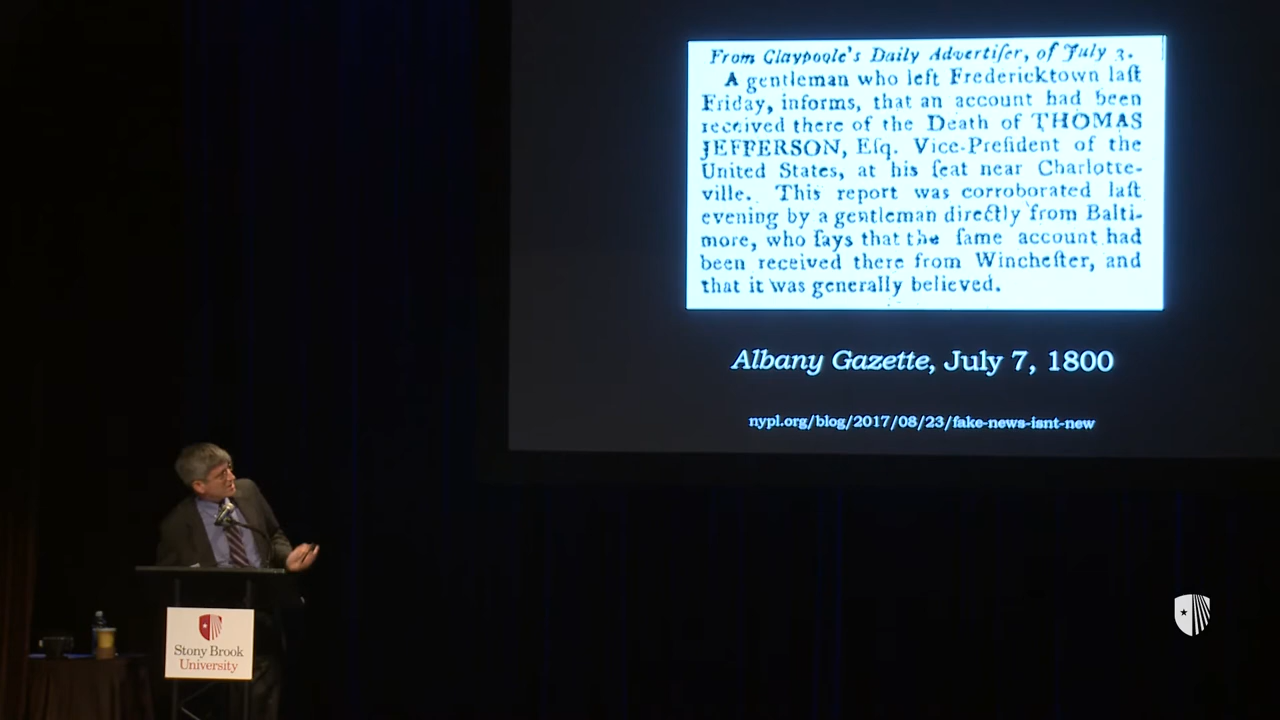 From Claypoole's Daily Advertiſer, of July 3.
A gentleman who left Fredericktown laſt
Friday, informs, that an account had been
received there of the Death of THOMAS
JEFFERSON, Eſq. Vice-Preſident of the
United States, at his ſeat near Charlotte-
ville. This report was corroborated laſt
evening by a gentleman directly from Balti-
more, who ſays that the ſame account had
been received there from Wincheſter, and
that it was generally believed.
Albany Gazette, July 7, 1800
nypl.org/blog/2017/08/23/fake-news-isnt-new
Stony Brook
University